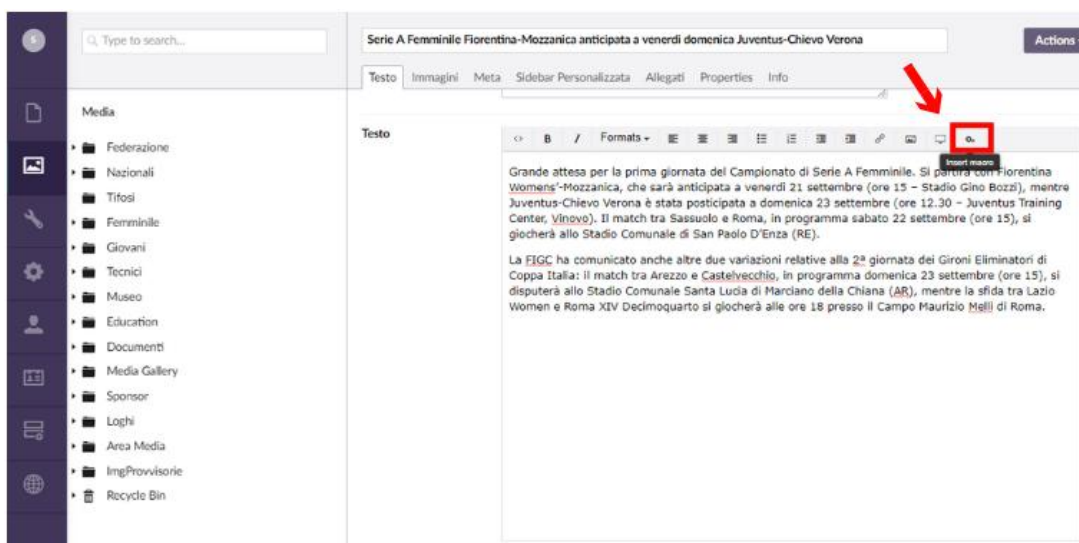 s
Type to search...
Serie A Femminile Fiorentina-Mozzanica anticipata a venerdì domenica Juventus-Chievo Verona
Actions
Testo Immagini Meta Sidebar Personalizzata Allegati Properties Info
Media
Federazione
Nazionali
Tifosi
Femminile
Giovani
Tecnici
Museo
Education
Documenti
Media Gallery
Sponsor
Loghi
Area Media
ImgProvvisorie
Recycle Bin
Testo
B I Formats
Insert macro
Grande attesa per la prima giornata del Campionato di Serie A Femminile. Si partirà con Fiorentina
Womens'-Mozzanica, che sarà anticipata a venerdì 21 settembre (ore 15 – Stadio Gino Bozzi), mentre
Juventus-Chievo Verona è stata posticipata a domenica 23 settembre (ore 12.30 – Juventus Training
Center, Vinovo). Il match tra Sassuolo e Roma, in programma sabato 22 settembre (ore 15), si
giocherà allo Stadio Comunale di San Paolo D'Enza (RE).
La FIGC ha comunicato anche altre due variazioni relative alla 2ª giornata dei Gironi Eliminatori di
Coppa Italia: il match tra Arezzo e Castelvecchio, in programma domenica 23 settembre (ore 15), si
disputerà allo Stadio Comunale Santa Lucia di Marciano della Chiana (AR), mentre la sfida tra Lazio
Women e Roma XIV Decimoquarto si giocherà alle ore 18 presso il Campo Maurizio Melli di Roma.